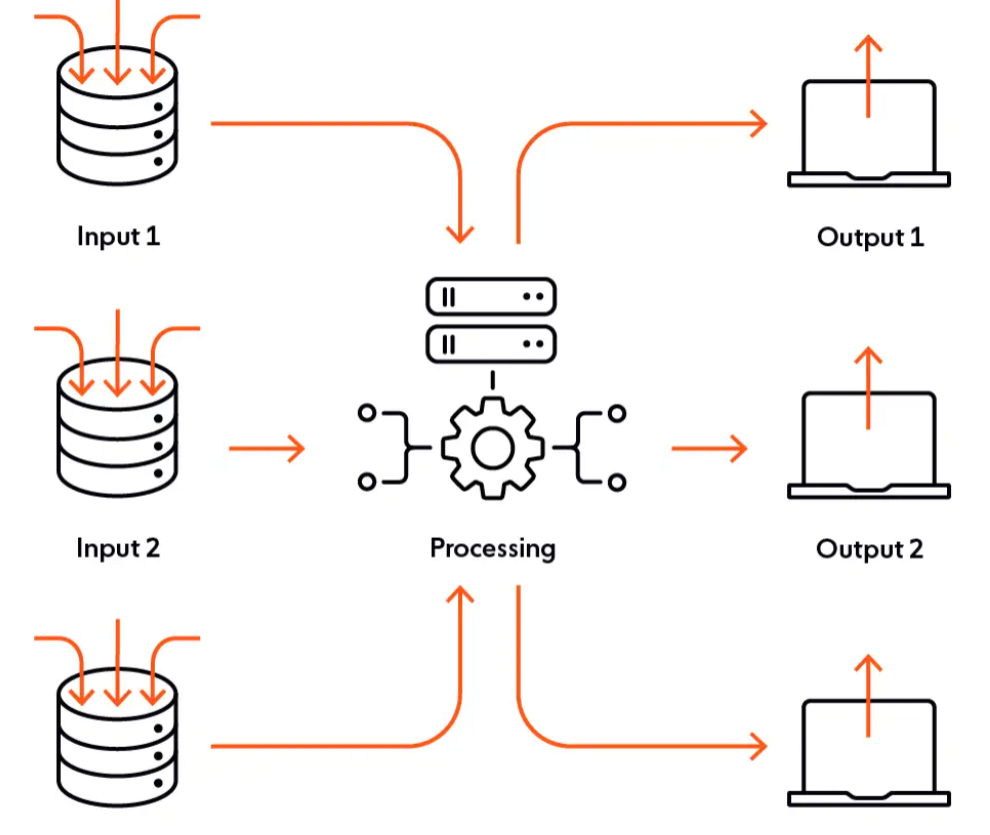 Input 1
Output 1
Input 2
Processing
Output 2